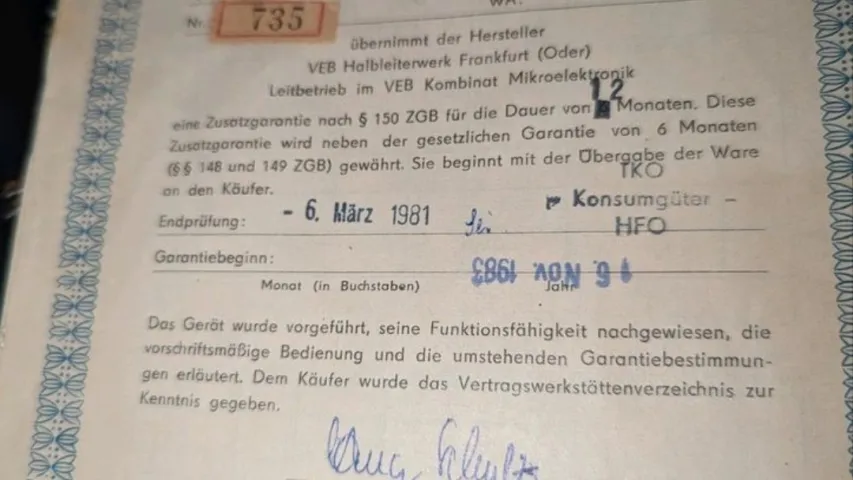 WA:
Nr. 735
übernimmt der Hersteller
VEB Halbleiterwerk Frankfurt (Oder)
Leitbetrieb im VEB Kombinat Mikroelektronik
eine Zusatzgarantie nach § 150 ZGB für die Dauer von 12 Monaten. Diese
Zusatzgarantie wird neben der gesetzlichen Garantie von 6 Monaten
(§§ 148 und 149 ZGB) gewährt. Sie beginnt mit der Übergabe der Ware
an den Käufer.
TKO
Endprüfung: - 6. März 1981 Konsumgüter -
HFO
Garantiebeginn: 1 6. NOV. 1983
Monat (in Buchstaben) Jahr
Das Gerät wurde vorgeführt, seine Funktionsfähigkeit nachgewiesen, die
vorschriftsmäßige Bedienung und die umstehenden Garantiebestimmun-
gen erläutert. Dem Käufer wurde das Vertragswerkstättenverzeichnis zur
Kenntnis gegeben.